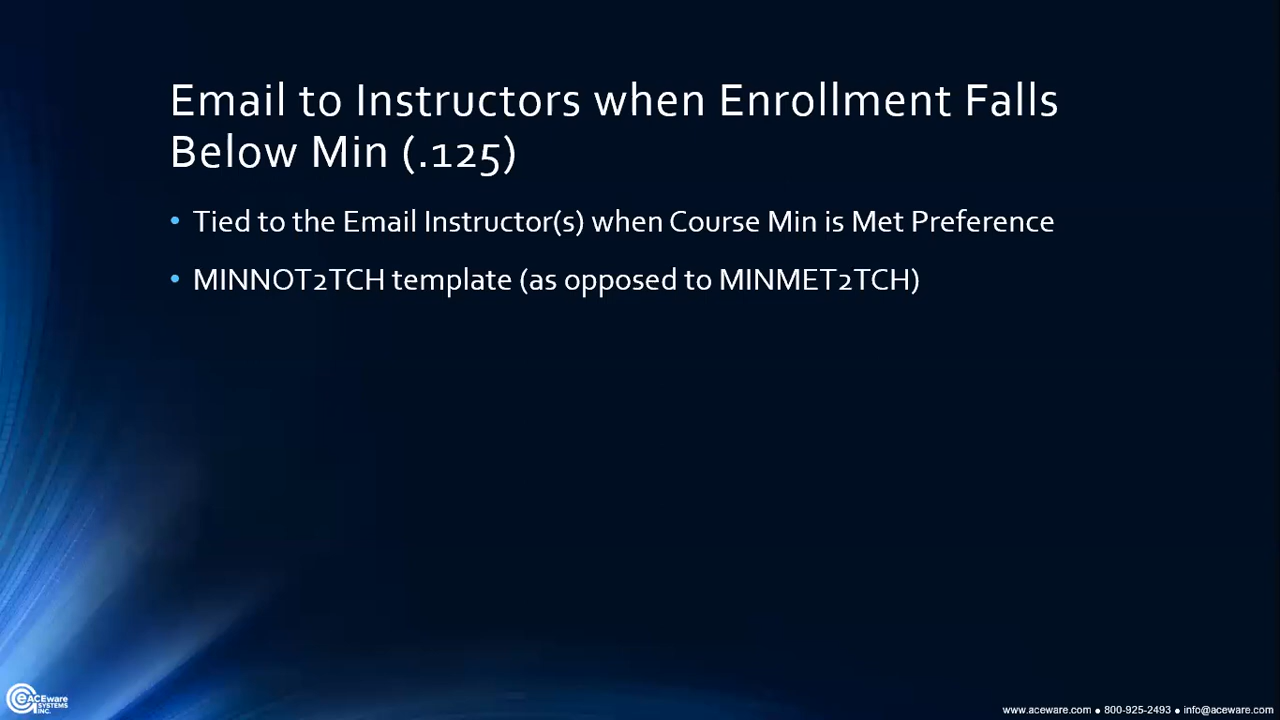 Email to Instructors when Enrollment Falls
Below Min (.125)
• Tied to the Email Instructor(s) when Course Min is Met Preference
• MINNOT2TCH template (as opposed to MINMET2TCH)
ACEware
SYSTEMS
INC.
www.aceware.com ● 800-925-2493 ● info@aceware.com